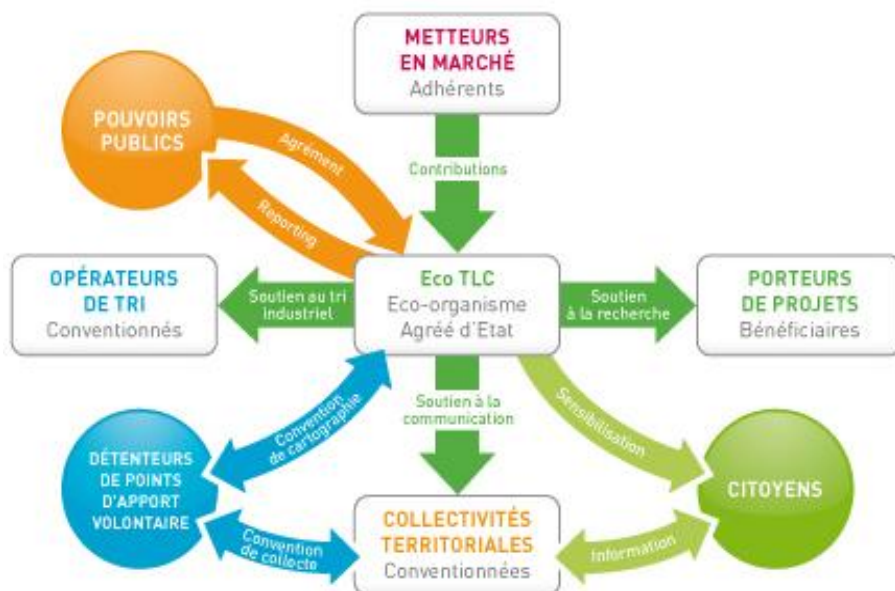 METTEURS
EN MARCHÉ
Adhérents
POUVOIRS
PUBLICS
Agrément
Reporting
Contributions
OPÉRATEURS
DE TRI
Conventionnés
Soutien au tri
industriel
Eco TLC
Eco-organisme
Agréé d'Etat
Soutien
à la recherche
PORTEURS
DE PROJETS
Bénéficiaires
Convention
de cartographie
Soutien à la
communication
Sensibilisation
DÉTENTEURS
DE POINTS
D'APPORT
VOLONTAIRE
CITOYENS
Convention
de collecte
COLLECTIVITÉS
TERRITORIALES
Conventionnées
Information